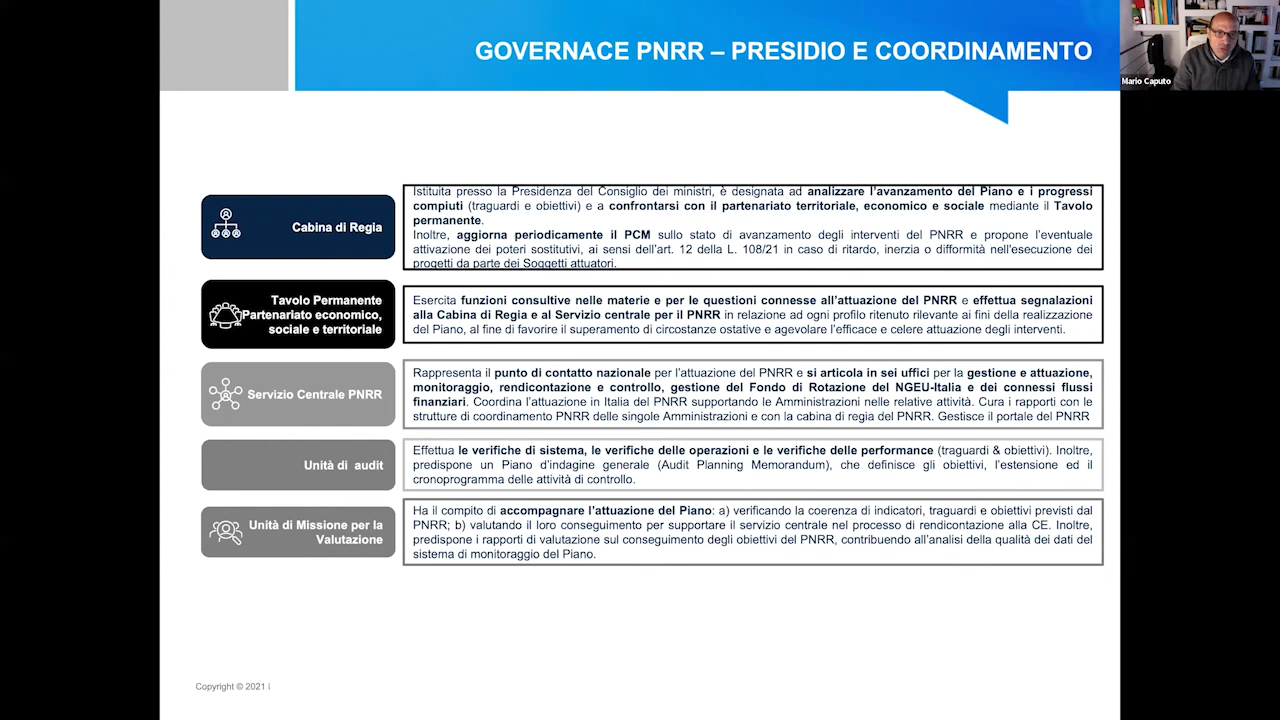 GOVERNACE PNRR – PRESIDIO E COORDINAMENTO
Mario Caputo
Cabina di Regia
Istituita presso la Presidenza del Consiglio dei ministri, è designata ad analizzare l'avanzamento del Piano e i progressi
compiuti (traguardi e obiettivi) e a confrontarsi con il partenariato territoriale, economico e sociale mediante il Tavolo
permanente.
Inoltre, aggiorna periodicamente il PCM sullo stato di avanzamento degli interventi del PNRR e propone l'eventuale
attivazione dei poteri sostitutivi, ai sensi dell'art. 12 della L. 108/21 in caso di ritardo, inerzia o difformità nell'esecuzione dei
progetti da parte dei Soggetti attuatori.
Tavolo Permanente
Partenariato economico,
sociale e territoriale
Esercita funzioni consultive nelle materie e per le questioni connesse all'attuazione del PNRR e effettua segnalazioni
alla Cabina di Regia e al Servizio centrale per il PNRR in relazione ad ogni profilo ritenuto rilevante ai fini della realizzazione
del Piano, al fine di favorire il superamento di circostanze ostative e agevolare l'efficace e celere attuazione degli interventi.
Servizio Centrale PNRR
Rappresenta il punto di contatto nazionale per l'attuazione del PNRR e si articola in sei uffici per la gestione e attuazione,
monitoraggio, rendicontazione e controllo, gestione del Fondo di Rotazione del NGEU-Italia e dei connessi flussi
finanziari. Coordina l'attuazione in Italia del PNRR supportando le Amministrazioni nelle relative attività. Cura i rapporti con le
strutture di coordinamento PNRR delle singole Amministrazioni e con la cabina di regia del PNRR. Gestisce il portale del PNRR
Unità di audit
Effettua le verifiche di sistema, le verifiche delle operazioni e le verifiche delle performance (traguardi & obiettivi). Inoltre,
predispone un Piano d'indagine generale (Audit Planning Memorandum), che definisce gli obiettivi, l'estensione ed il
cronoprogramma delle attività di controllo.
Unità di Missione per la
Valutazione
Ha il compito di accompagnare l'attuazione del Piano: a) verificando la coerenza di indicatori, traguardi e obiettivi previsti dal
PNRR; b) valutando il loro conseguimento per supportare il servizio centrale nel processo di rendicontazione alla CE. Inoltre,
predispone i rapporti di valutazione sul conseguimento degli obiettivi del PNRR, contribuendo all'analisi della qualità dei dati del
sistema di monitoraggio del Piano.
Copyright © 2021 i